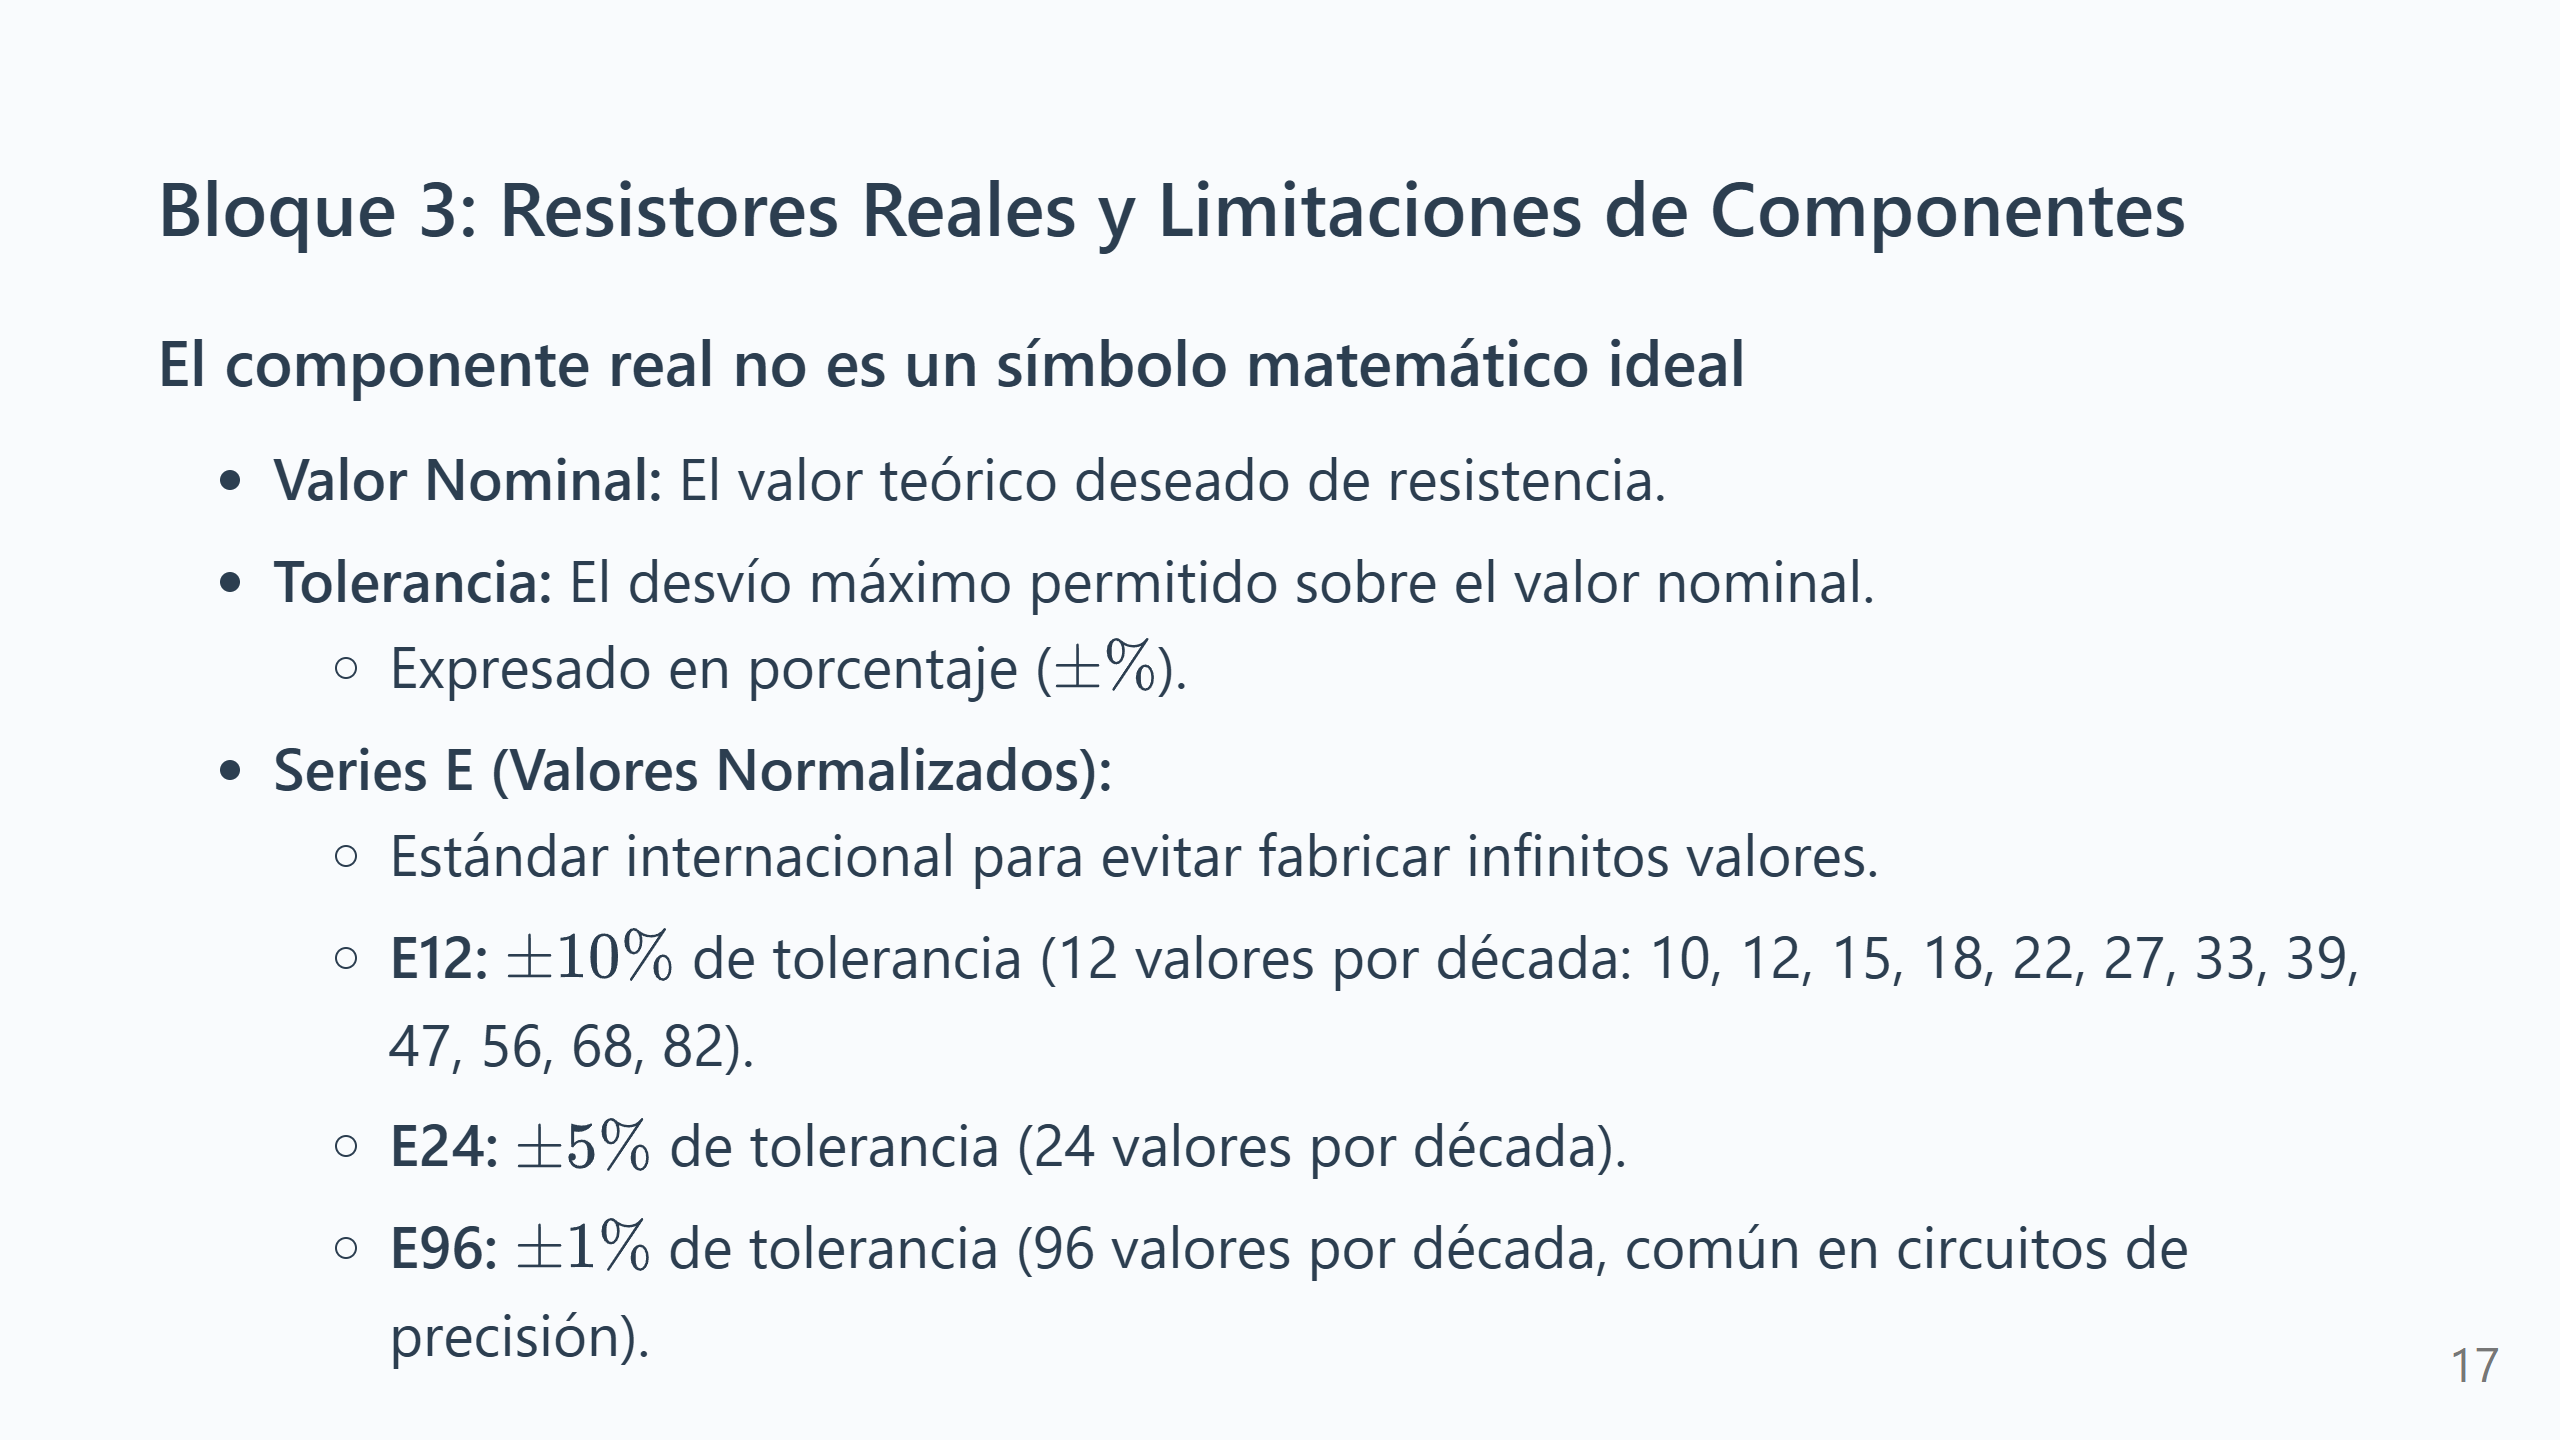 Bloque 3: Resistores Reales y Limitaciones de Componentes
El componente real no es un símbolo matemático ideal
• Valor Nominal: El valor teórico deseado de resistencia.
• Tolerancia: El desvío máximo permitido sobre el valor nominal.
○ Expresado en porcentaje (±%).
• Series E (Valores Normalizados):
○ Estándar internacional para evitar fabricar infinitos valores.
○ E12: ±10% de tolerancia (12 valores por década: 10, 12, 15, 18, 22, 27, 33, 39,
47, 56, 68, 82).
○ E24: ±5% de tolerancia (24 valores por década).
○ E96: ±1% de tolerancia (96 valores por década, común en circuitos de
precisión).
17